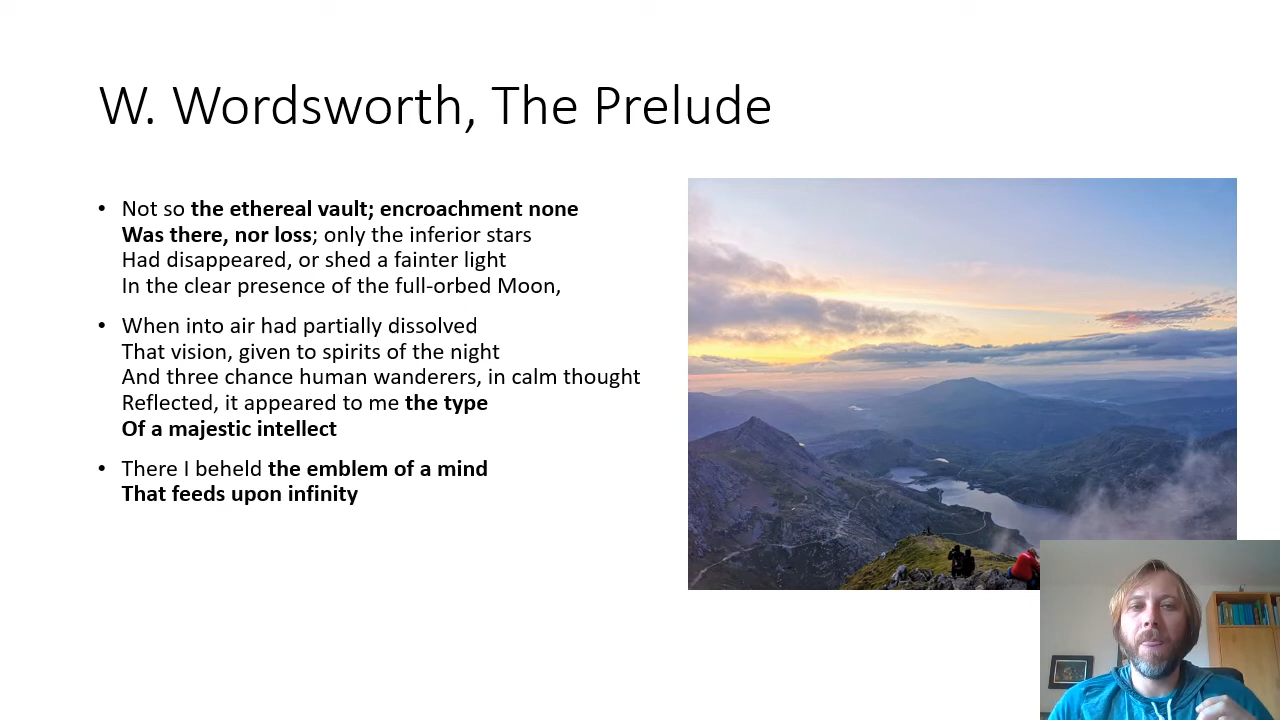 W. Wordsworth, The Prelude
• Not so the ethereal vault; encroachment none
Was there, nor loss; only the inferior stars
Had disappeared, or shed a fainter light
In the clear presence of the full-orbed Moon,
• When into air had partially dissolved
That vision, given to spirits of the night
And three chance human wanderers, in calm thought
Reflected, it appeared to me the type
Of a majestic intellect
• There I beheld the emblem of a mind
That feeds upon infinity